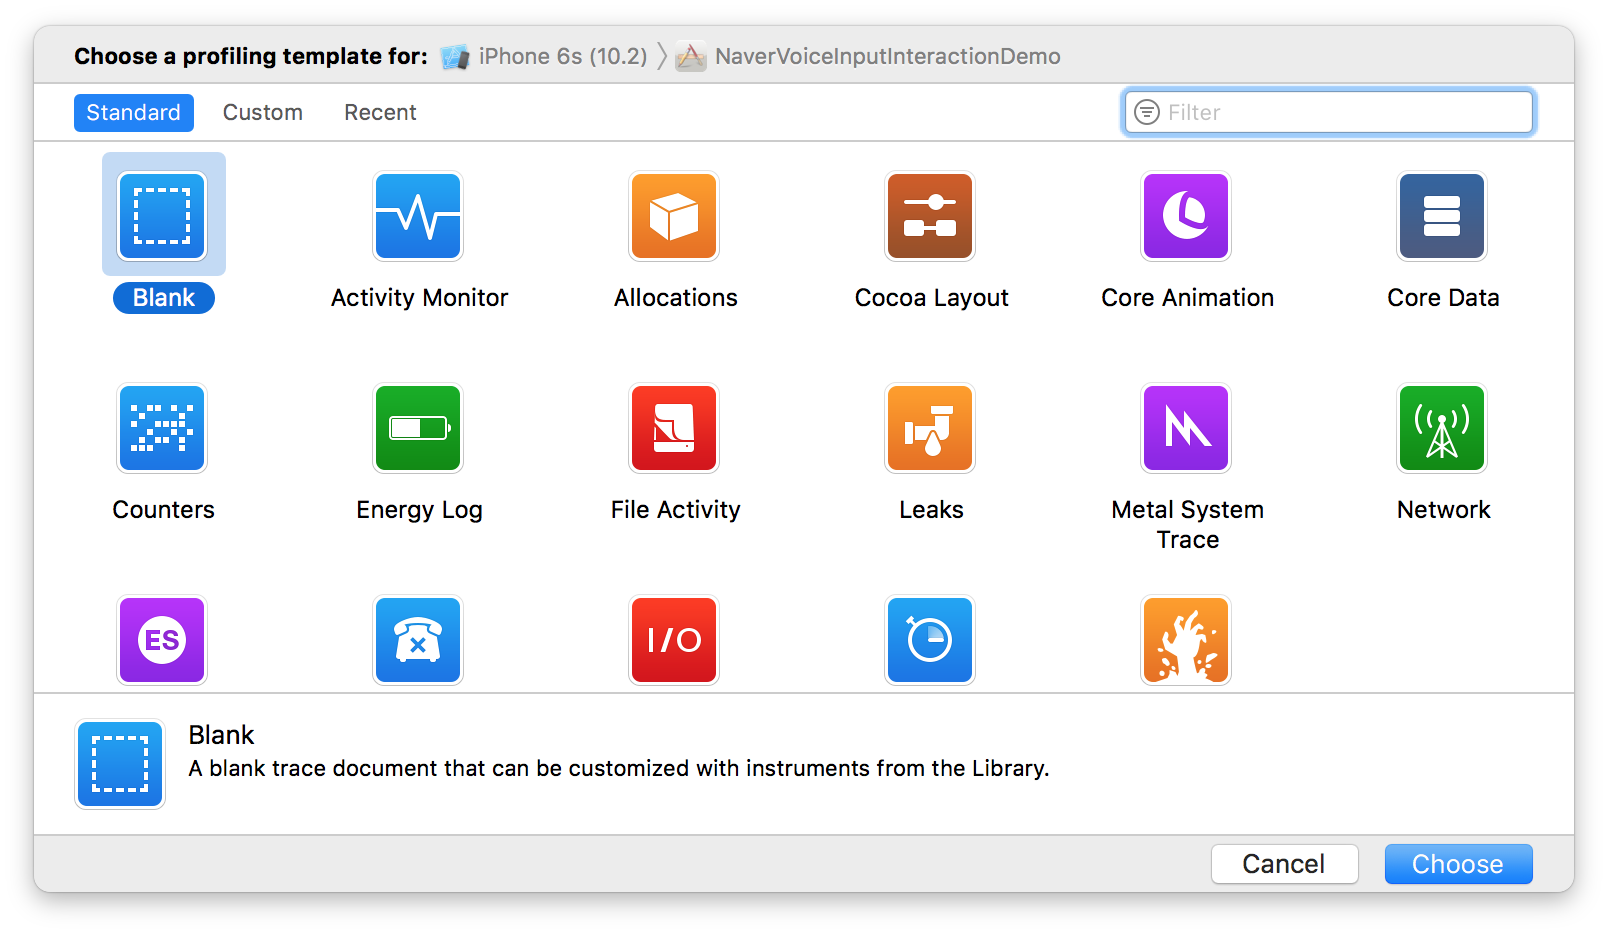 Choose a profiling template for: iPhone 6s (10.2) NaverVoiceInputInteractionDemo
Standard Custom Recent Filter
Blank Activity Monitor Allocations Cocoa Layout Core Animation Core Data
Counters Energy Log File Activity Leaks Metal System Network
Trace
ES I/O
Blank
A blank trace document that can be customized with instruments from the Library.
Cancel Choose